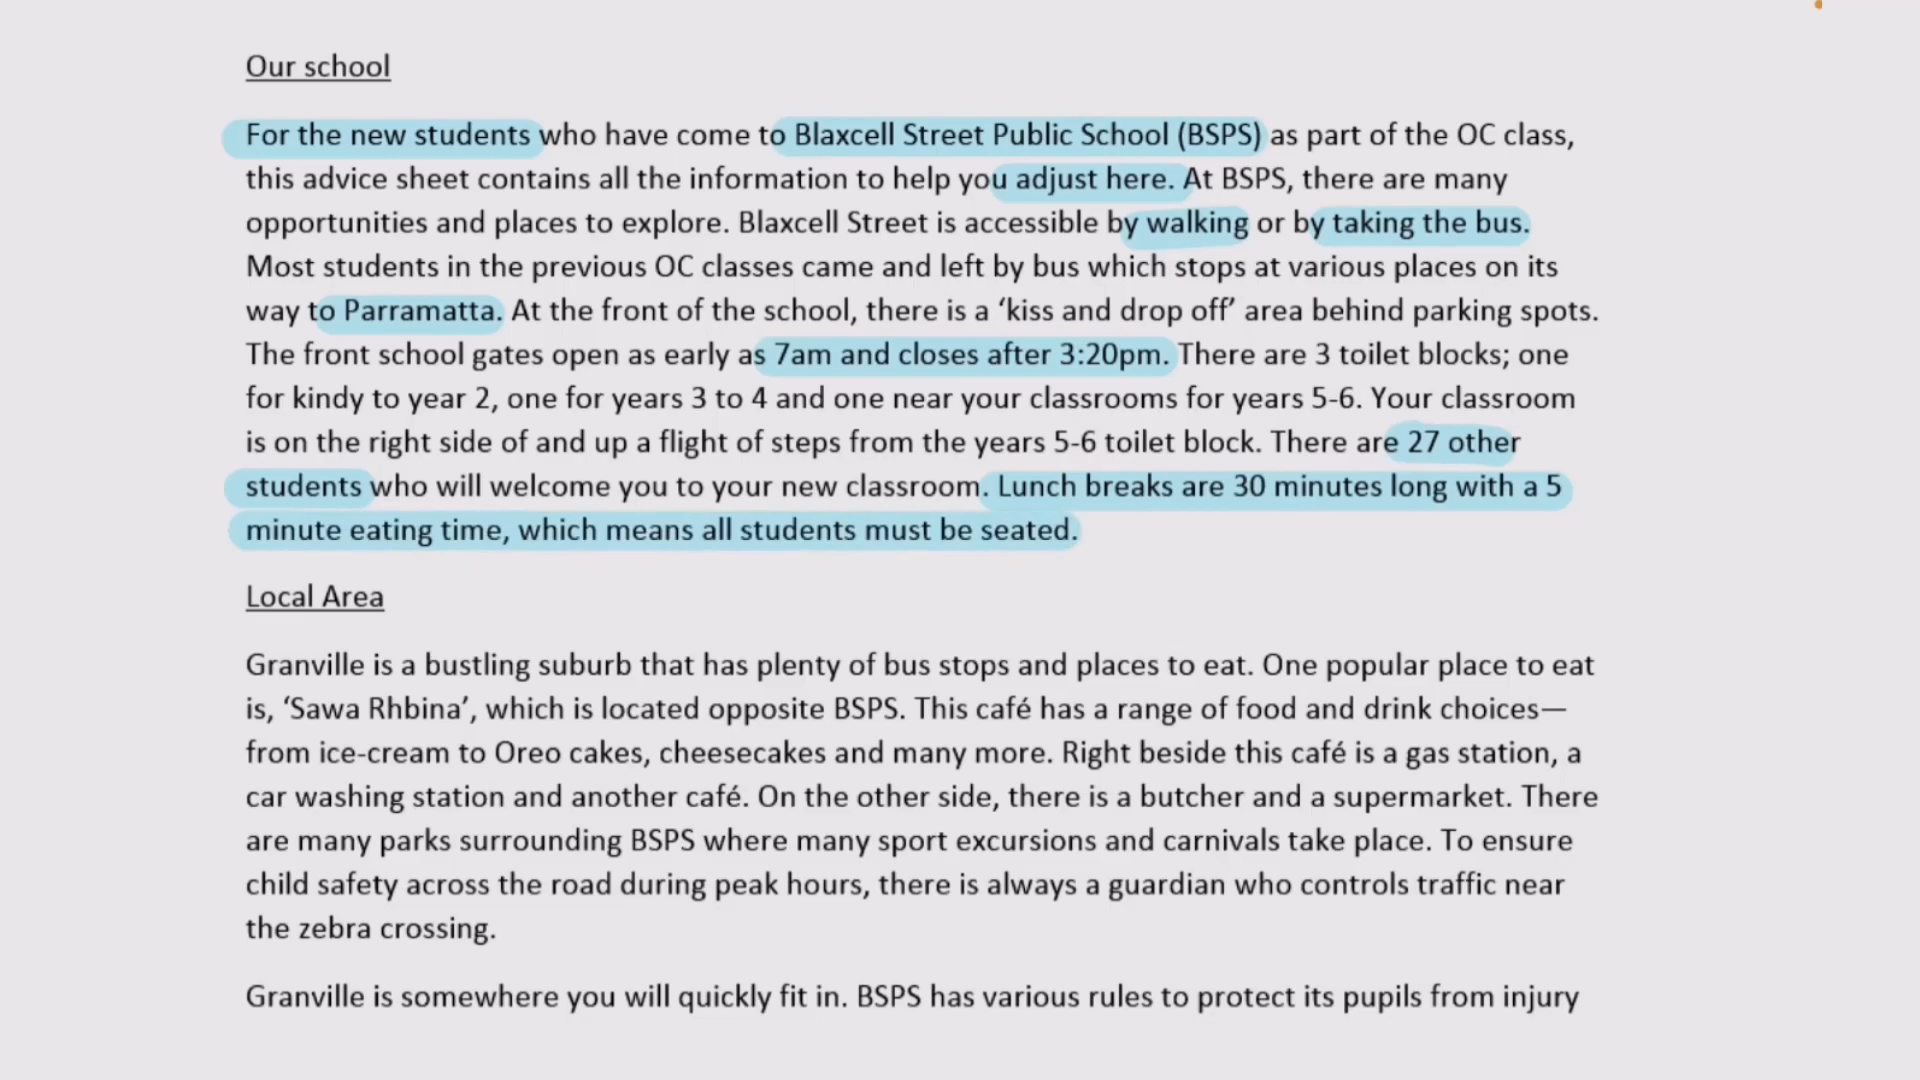 Our school
For the new students who have come to Blaxcell Street Public School (BSPS) as part of the OC class,
this advice sheet contains all the information to help you adjust here. At BSPS, there are many
opportunities and places to explore. Blaxcell Street is accessible by walking or by taking the bus.
Most students in the previous OC classes came and left by bus which stops at various places on its
way to Parramatta. At the front of the school, there is a ‘kiss and drop off’ area behind parking spots.
The front school gates open as early as 7am and closes after 3:20pm. There are 3 toilet blocks; one
for kindy to year 2, one for years 3 to 4 and one near your classrooms for years 5-6. Your classroom
is on the right side of and up a flight of steps from the years 5-6 toilet block. There are 27 other
students who will welcome you to your new classroom. Lunch breaks are 30 minutes long with a 5
minute eating time, which means all students must be seated.
Local Area
Granville is a bustling suburb that has plenty of bus stops and places to eat. One popular place to eat
is, ‘Sawa Rhbina’, which is located opposite BSPS. This café has a range of food and drink choices—
from ice-cream to Oreo cakes, cheesecakes and many more. Right beside this café is a gas station, a
car washing station and another café. On the other side, there is a butcher and a supermarket. There
are many parks surrounding BSPS where many sport excursions and carnivals take place. To ensure
child safety across the road during peak hours, there is always a guardian who controls traffic near
the zebra crossing.
Granville is somewhere you will quickly fit in. BSPS has various rules to protect its pupils from injury